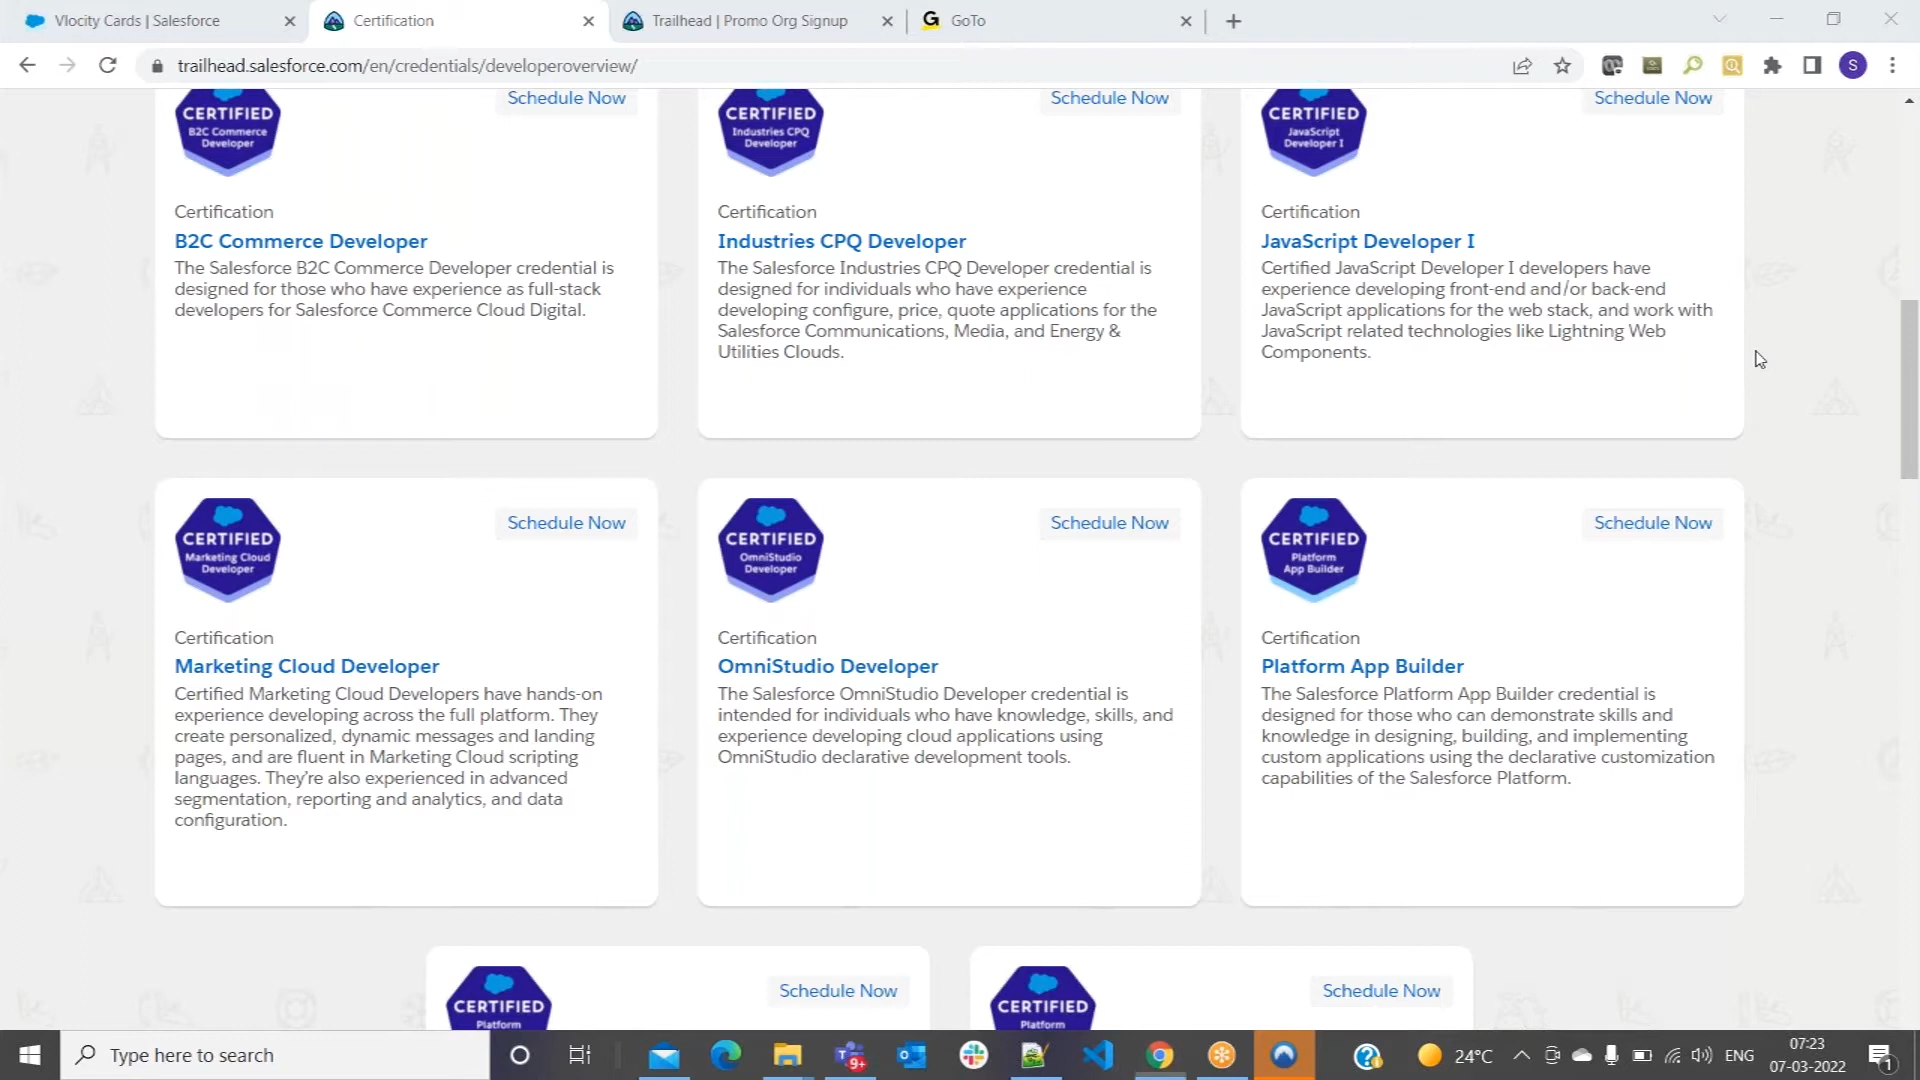 Vlocity Cards | Salesforce
Certification
Trailhead | Promo Org Signup
G GoTo
trailhead.salesforce.com/en/credentials/developeroverview/
S
CERTIFIED
B2C Commerce
Developer
Schedule Now
Certification
B2C Commerce Developer
The Salesforce B2C Commerce Developer credential is
designed for those who have experience as full-stack
developers for Salesforce Commerce Cloud Digital.
CERTIFIED
Industries CPQ
Developer
Schedule Now
Certification
Industries CPQ Developer
The Salesforce Industries CPQ Developer credential is
designed for individuals who have experience
developing configure, price, quote applications for the
Salesforce Communications, Media, and Energy &
Utilities Clouds.
CERTIFIED
JavaScript
Developer I
Schedule Now
Certification
JavaScript Developer I
Certified JavaScript Developer I developers have
experience developing front-end and/or back-end
JavaScript applications for the web stack, and work with
JavaScript related technologies like Lightning Web
Components.
CERTIFIED
Marketing Cloud
Developer
Schedule Now
Certification
Marketing Cloud Developer
Certified Marketing Cloud Developers have hands-on
experience developing across the full platform. They
create personalized, dynamic messages and landing
pages, and are fluent in Marketing Cloud scripting
languages. They're also experienced in advanced
segmentation, reporting and analytics, and data
configuration.
CERTIFIED
OmniStudio
Developer
Schedule Now
Certification
OmniStudio Developer
The Salesforce OmniStudio Developer credential is
intended for individuals who have knowledge, skills, and
experience developing cloud applications using
OmniStudio declarative development tools.
CERTIFIED
Platform
App Builder
Schedule Now
Certification
Platform App Builder
The Salesforce Platform App Builder credential is
designed for those who can demonstrate skills and
knowledge in designing, building, and implementing
custom applications using the declarative customization
capabilities of the Salesforce Platform.
CERTIFIED
Platform
Schedule Now
CERTIFIED
Platform
Schedule Now
Type here to search
9+
24°C
ENG
07:23
07-03-2022
1